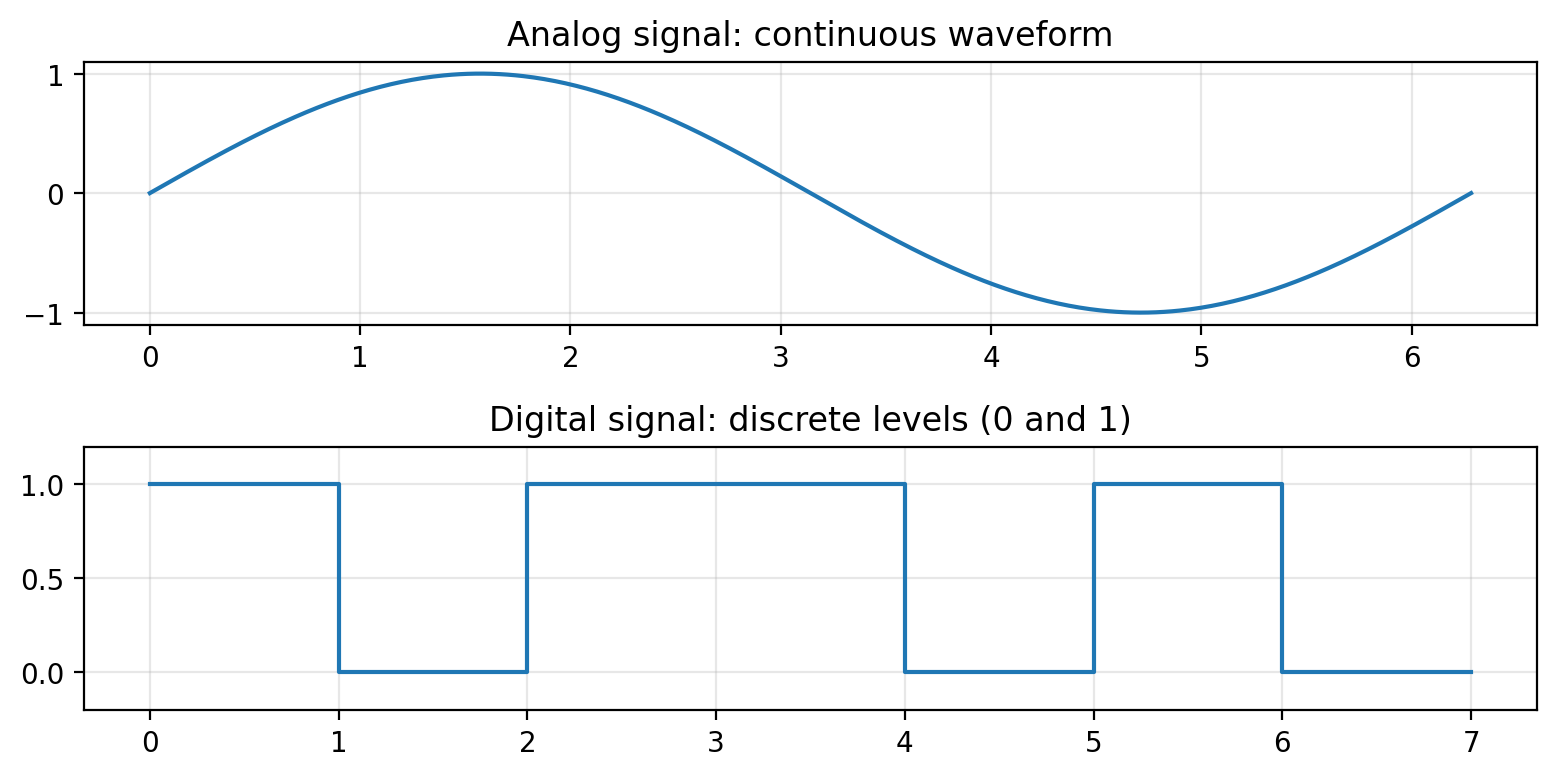 Analog signal: continuous waveform
1
0
−1
0 1 2 3 4 5 6
Digital signal: discrete levels (0 and 1)
1.0
0.5
0.0
0 1 2 3 4 5 6 7